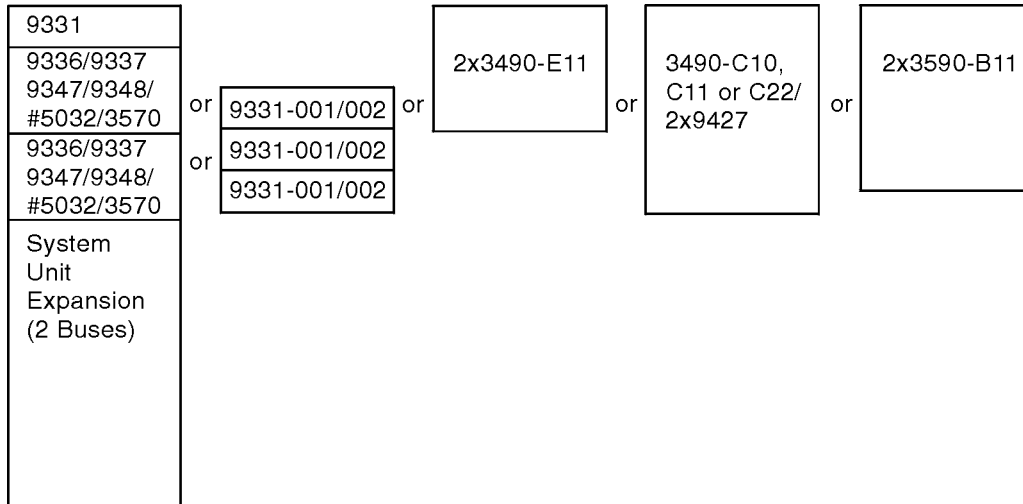 9331
9336/9337
9347/9348/
#5032/3570
9336/9337
9347/9348/
#5032/3570
System
Unit
Expansion
(2 Buses)
or
or
9331-001/002
9331-001/002
9331-001/002
or
2x3490-E11
or
3490-C10,
C11 or C22/
2x9427
or
2x3590-B11